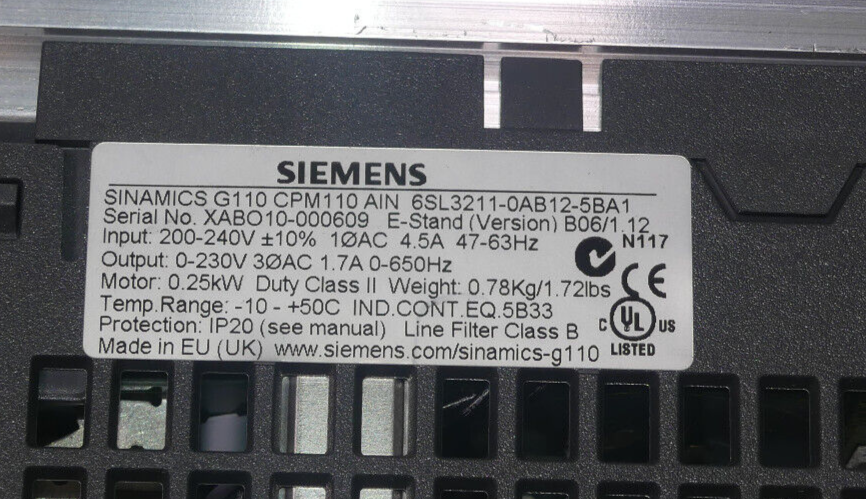 SIEMENS
SINAMICS G110 CPM110 AIN 6SL3211-0AB12-5BA1
Serial No. XABO10-000609 E-Stand (Version) B06/1.12
Input: 200-240V ±10% 1ØAC 4.5A 47-63Hz
N117
Output: 0-230V 3ØAC 1.7A 0-650Hz
Motor: 0.25kW Duty Class II Weight: 0.78Kg/1.72lbs
CE
Temp.Range: -10 - +50C IND.CONT.EQ.5B33
Protection: IP20 (see manual) Line Filter Class B
C UL US
LISTED
Made in EU (UK) www.siemens.com/sinamics-g110